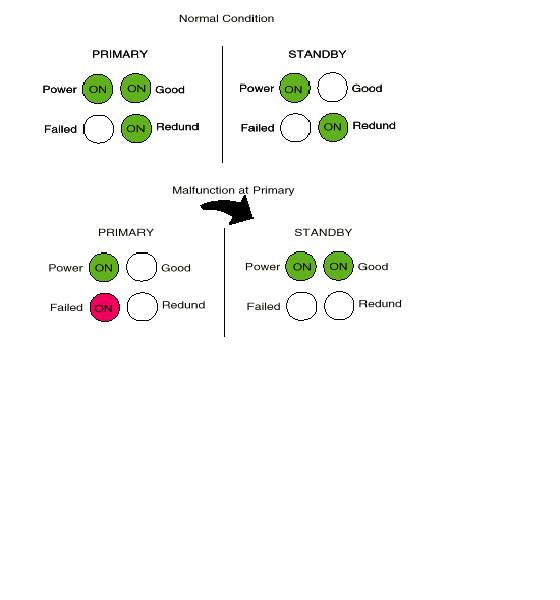 Normal Condition
PRIMARY
Power ON ON Good
Failed ON Redund
STANDBY
Power ON Good
Failed ON Redund
Malfunction at Primary
PRIMARY
Power ON Good
Failed ON Redund
STANDBY
Power ON ON Good
Failed Redund